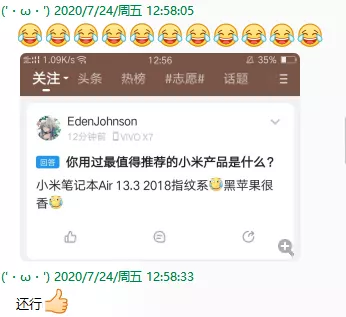 (' · ω · ') 2020/7/24/周五 12:58:05
😂😂😂😂😂😂😂😂😂😂😂
1.09K/s 12:56 35%
关注 头条 热榜 #志愿# 话题
EdenJohnson
12分钟前 VIVO X7
回答 你用过最值得推荐的小米产品是什么?
小米笔记本Air 13.3 2018指纹系😅黑苹果很
香😅
(' · ω · ') 2020/7/24/周五 12:58:33
还行👍